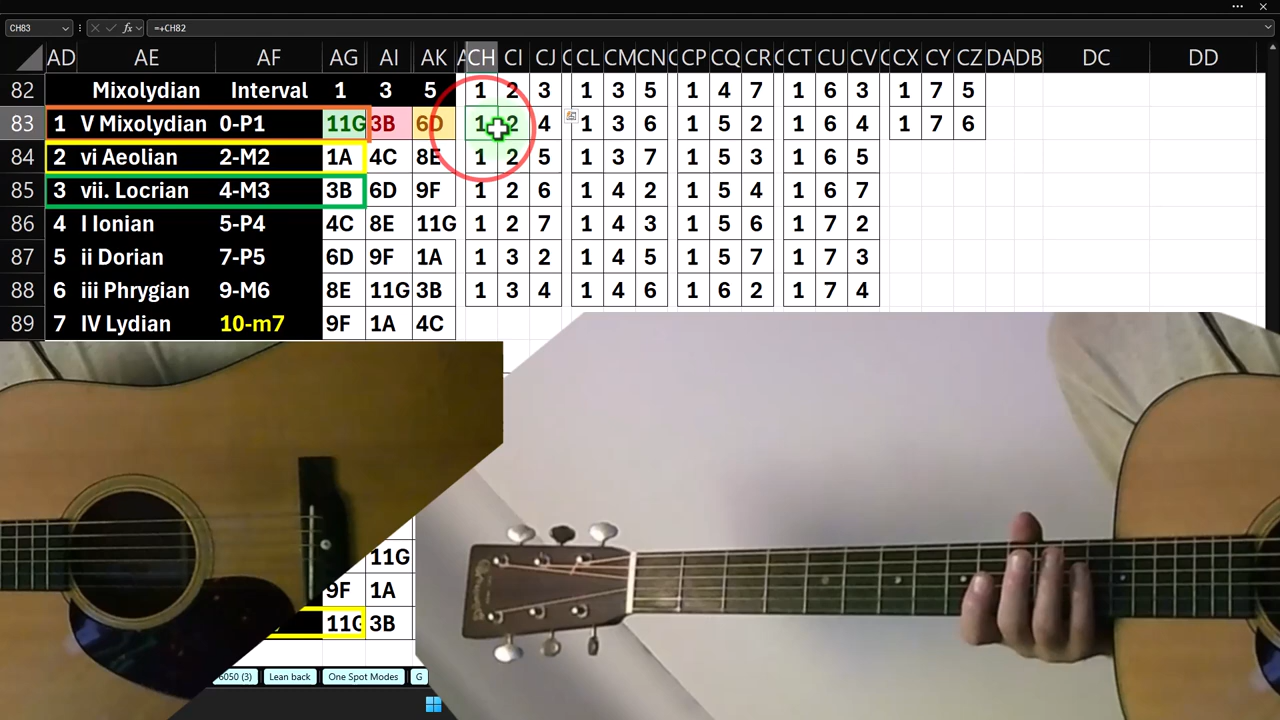 CH83 fx =+CH82
AD AE AF AG AI AK A CH CI CJ C CL CM CN C CP CQ CR C CT CU CV C CX CY CZ DA DB DC DD
82 Mixolydian Interval 1 3 5 1 2 3 1 3 5 1 4 7 1 6 3 1 7 5
83 1 V Mixolydian 0-P1 11G 3B 6D 1 2 4 1 3 6 1 5 2 1 6 4 1 7 6
84 2 vi Aeolian 2-M2 1A 4C 8E 1 2 5 1 3 7 1 5 3 1 6 5
85 3 vii. Locrian 4-M3 3B 6D 9F 1 2 6 1 4 2 1 5 4 1 6 7
86 4 I Ionian 5-P4 4C 8E 11G 1 2 7 1 4 3 1 5 6 1 7 2
87 5 ii Dorian 7-P5 6D 9F 1A 1 3 2 1 4 5 1 5 7 1 7 3
88 6 iii Phrygian 9-M6 8E 11G 3B 1 3 4 1 4 6 1 6 2 1 7 4
89 7 IV Lydian 10-m7 9F 1A 4C
11G
9F 1A
11G 3B
6050 (3) Lean back One Spot Modes G